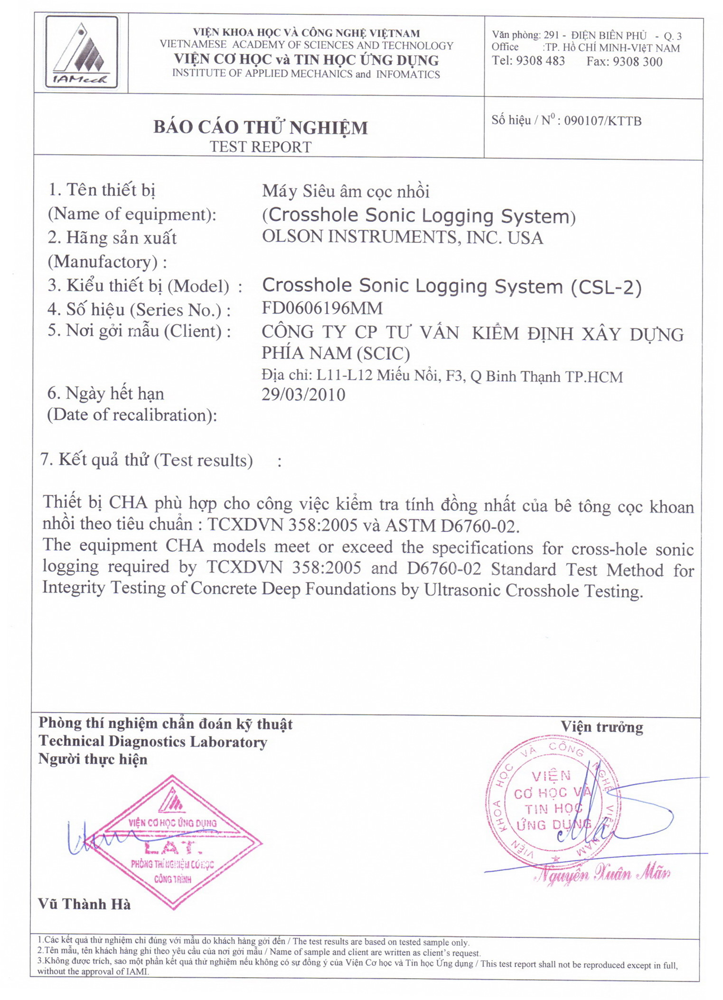 IAMech
VIỆN KHOA HỌC VÀ CÔNG NGHỆ VIỆTNAM
VIETNAMESE ACADEMY OF SCIENCES AND TECHNOLOGY
VIỆN CƠ HỌC và TIN HỌC ỨNG DỤNG
INSTITUTE OF APPLIED MECHANICS and INFOMATICS
Văn phòng: 291 - ĐIỆN BIÊN PHỦ - Q. 3
Office :TP. Hồ CHÍ MINH-VIệT NAM
Tel: 9308 483 Fax: 9308 300
BÁO CÁO THỬ NGHIỆM
TEST REPORT
Số hiệu / N⁰ : 090107/KTTB
1. Tên thiết bị Máy Siêu âm cọc nhồi
(Name of equipment): (Crosshole Sonic Logging System)
2. Hãng sản xuất OLSON INSTRUMENTS, INC. USA
(Manufactory) :
3. Kiểu thiết bị (Model) : Crosshole Sonic Logging System (CSL-2)
4. Số hiệu (Series No.) : FD0606196MM
5. Nơi gởi mẫu (Client) : CÔNG TY CP TƯ VẤN KIỂM ĐỊNH XÂY DỰNG
PHÍA NAM (SCIC)
Địa chỉ: L11-L12 Miếu Nổi, F3, Q Bình Thạnh TP.HCM
6. Ngày hết hạn 29/03/2010
(Date of recalibration):
7. Kết quả thử (Test results) :
Thiết bị CHA phù hợp cho công việc kiểm tra tính đồng nhất của bê tông cọc khoan
nhồi theo tiêu chuẩn : TCXDVN 358:2005 và ASTM D6760-02.
The equipment CHA models meet or exceed the specifications for cross-hole sonic
logging required by TCXDVN 358:2005 and D6760-02 Standard Test Method for
Integrity Testing of Concrete Deep Foundations by Ultrasonic Crosshole Testing.
Phòng thí nghiệm chẩn đoán kỹ thuật
Technical Diagnostics Laboratory
Người thực hiện
VIỆN CƠ HỌC ỨNG DỤNG
LAT.
PHÒNG THÍ NGHIỆM CƠ HỌC
CÔNG TRÌNH
Vũ Thành Hà
Viện trưởng
VIỆN KHOA HỌC VÀ CÔNG NGHỆ VIỆT NAM
VIỆN
CƠ HỌC VÀ
TIN HỌC
ỨNG DỤNG
Nguyễn Xuân Mãn
1.Các kết quả thử nghiệm chỉ đúng với mẫu do khách hàng gởi đến / The test results are based on tested sample only.
2.Tên mẫu, tên khách hàng ghi theo yêu cầu của nơi gởi mẫu / Name of sample and client are written as client's request.
3.Không được trích, sao một phần kết quả thử nghiệm nếu không có sự đồng ý của Viện Cơ học và Tin học Ứng dụng / This test report shall not be reproduced except in full,
without the approval of IAMI.